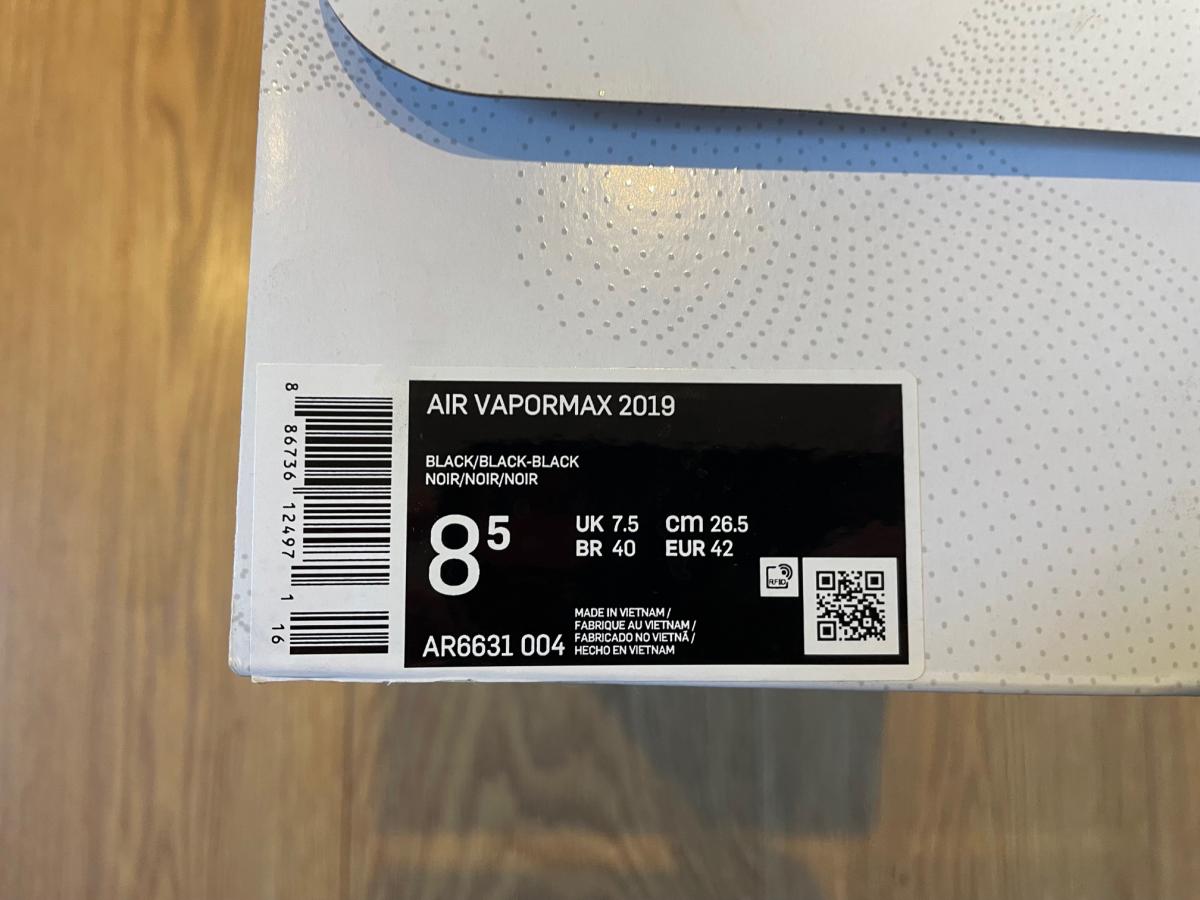 AIR VAPORMAX 2019
BLACK/BLACK-BLACK
NOIR/NOIR/NOIR
8⁵
UK 7.5 cm 26.5
BR 40 EUR 42
RFID
MADE IN VIETNAM /
FABRIQUE AU VIETNAM /
FABRICADO NO VIETNÃ /
HECHO EN VIETNAM
AR6631 004
8 86736 12497 1 16